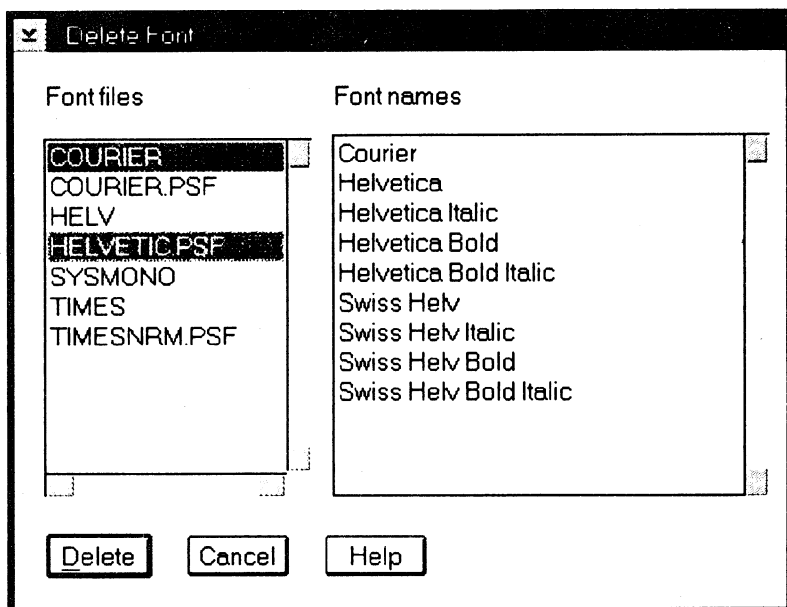 Delete Font
Font files
COURIER
COURIER.PSF
HELV
HELVETIC.PSF
SYSMONO
TIMES
TIMESNRM.PSF
Font names
Courier
Helvetica
Helvetica Italic
Helvetica Bold
Helvetica Bold Italic
Swiss Helv
Swiss Helv Italic
Swiss Helv Bold
Swiss Helv Bold Italic
Delete
Cancel
Help